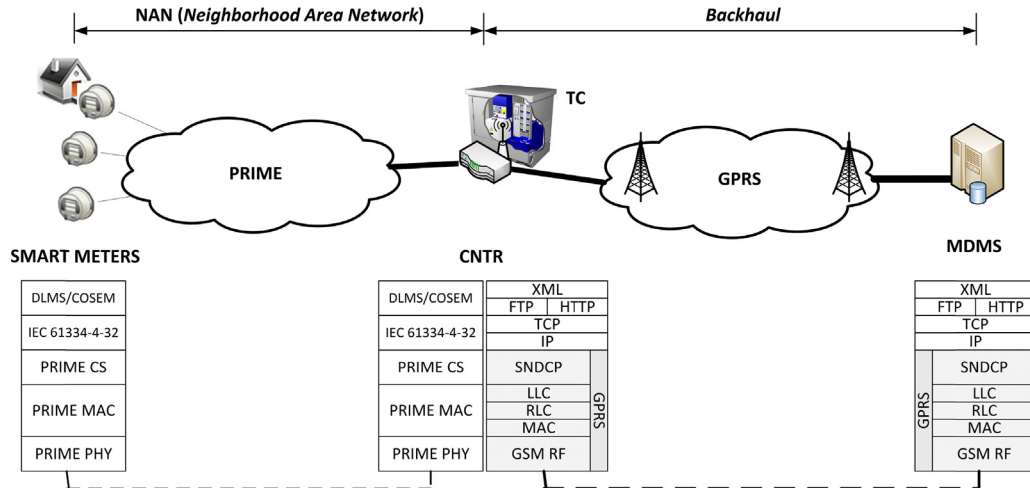 NAN (Neighborhood Area Network)
Backhaul
TC
PRIME
GPRS
SMART METERS
CNTR
MDMS
DLMS/COSEM
IEC 61334-4-32
PRIME CS
PRIME MAC
PRIME PHY
DLMS/COSEM
IEC 61334-4-32
PRIME CS
PRIME MAC
PRIME PHY
XML
FTP HTTP
TCP
IP
SNDCP
LLC
RLC
MAC
GSM RF
GPRS
XML
FTP HTTP
TCP
IP
GPRS
SNDCP
LLC
RLC
MAC
GSM RF